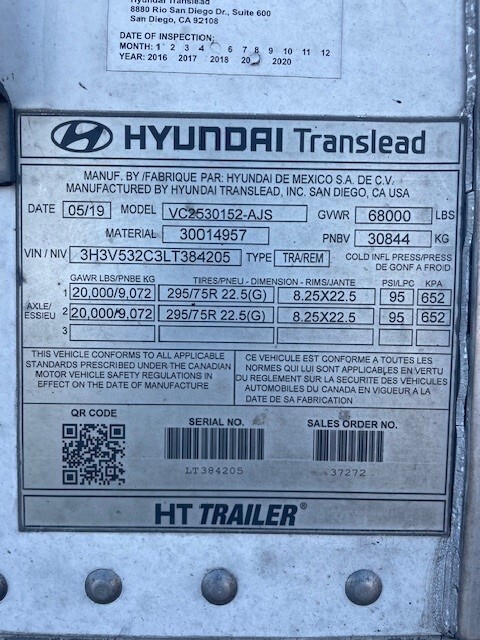 Hyundai Translead
8880 Rio San Diego Dr., Suite 600
San Diego, CA 92108
DATE OF INSPECTION:
MONTH: 1 2 3 4 6 7 8 9 10 11 12
YEAR: 2016 2017 2018 2020
HYUNDAI Translead
MANUF. BY /FABRIQUE PAR: HYUNDAI DE MEXICO S.A. DE C.V.
MANUFACTURED BY HYUNDAI TRANSLEAD, INC. SAN DIEGO, CA USA
DATE 05/19 MODEL VC2530152-AJS GVWR 68000 LBS
MATERIAL 30014957 PNBV 30844 KG
VIN / NIV 3H3V532C3LT384205 TYPE TRA/REM COLD INFL PRESS/PRESS DE GONF A FROID
GAWR LBS/PNBE KG TIRES/PNEU - DIMENSION - RIMS/JANTE PSI/LPC KPA
1 20,000/9,072 295/75R 22.5(G) 8.25X22.5 95 652
AXLE/ESSIEU 2 20,000/9,072 295/75R 22.5(G) 8.25X22.5 95 652
3
THIS VEHICLE CONFORMS TO ALL APPLICABLE
STANDARDS PRESCRIBED UNDER THE CANADIAN
MOTOR VEHICLE SAFETY REGULATIONS IN
EFFECT ON THE DATE OF MANUFACTURE
CE VEHICULE EST CONFORME A TOUTES LES
NORMES QUI LUI SONT APPLICABLES EN VERTU
DU REGLEMENT SUR LA SECURITE DES VEHICULES
AUTOMOBILES DU CANADA EN VIGUEUR A LA
DATE DE SA FABRICATION
QR CODE SERIAL NO. SALES ORDER NO.
LT384205 37272
HT TRAILER®